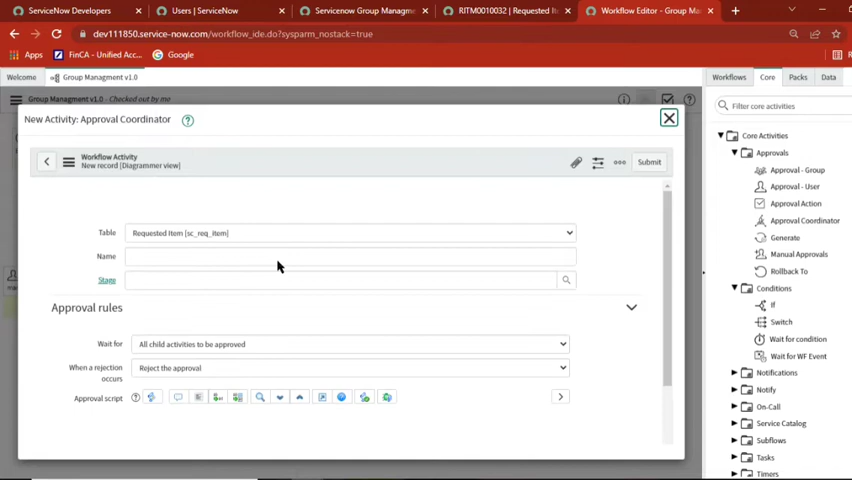 ServiceNow Developers
Users | ServiceNow
Servicenow Group Managme
RITM0010032 | Requested Item
Workflow Editor - Group Ma
dev111850.service-now.com/workflow_ide.do?sysparm_nostack=true
Apps
FinCA - Unified Acc...
Google
Welcome
Group Managment v1.0
Workflows
Core
Packs
Data
Group Managment v1.0 - Checked out by me
Filter core activities
New Activity: Approval Coordinator
Workflow Activity
New record [Diagrammer view]
Submit
Table
Requested Item [sc_req_item]
Name
Stage
Approval rules
Wait for
All child activities to be approved
When a rejection
occurs
Reject the approval
Approval script
Core Activities
Approvals
Approval - Group
Approval - User
Approval Action
Approval Coordinator
Generate
Manual Approvals
Rollback To
Conditions
If
Switch
Wait for condition
Wait for WF Event
Notifications
Notify
On-Call
Service Catalog
Subflows
Tasks
Timers